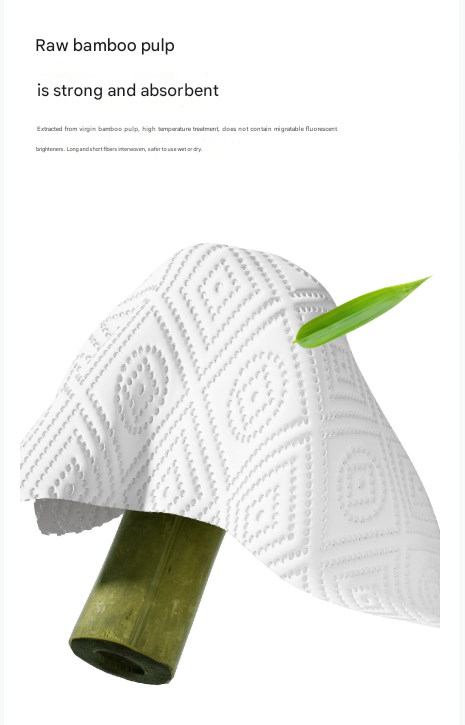 Raw bamboo pulp
is strong and absorbent
Extracted from virgin bamboo pulp, high temperature treatment, does not contain migratable fluorescent
brighteners. Long and short fibers interwoven, safer to use wet or dry.